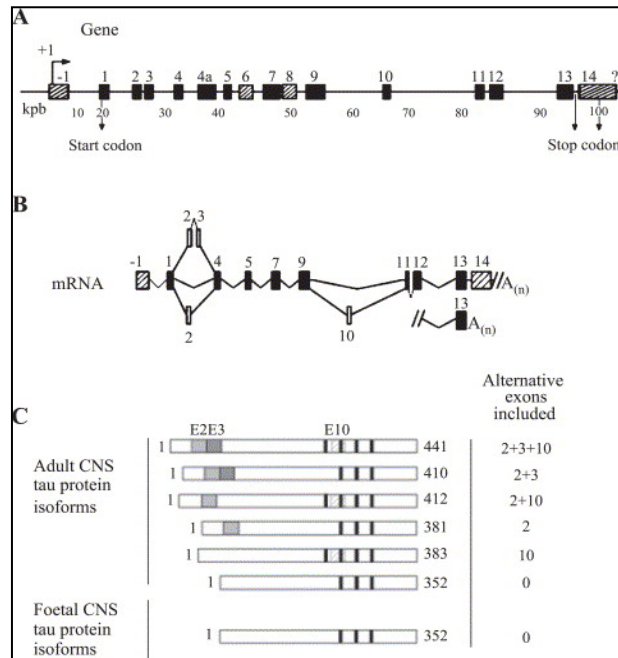 A
Gene
+1
-1 1 2 3 4 4a 5 6 7 8 9 10 11 12 13 14 ?
kpb 10 20 30 40 50 60 70 80 90 100
Start codon
Stop codon
B
2 3
-1 1 4 5 7 9 11 12 13 14
mRNA
A(n)
2
10
13
A(n)
Alternative
exons
included
C
E2E3 E10
1 441 2+3+10
Adult CNS
tau protein
isoforms
1 410 2+3
1 412 2+10
1 381 2
1 383 10
1 352 0
Foetal CNS
tau protein
isoforms
1 352 0